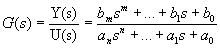 G(s) = Y(s)/U(s) = (b_m s^m + ... + b_1 s + b_0)/(a_n s^n + ... + a_1 s + a_0)